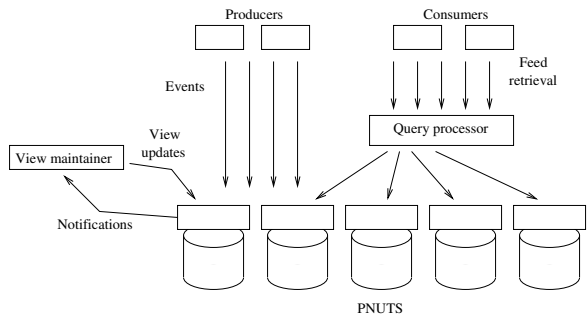 Producers
Consumers
Events
Feed
retrieval
Query processor
View
updates
View maintainer
Notifications
PNUTS